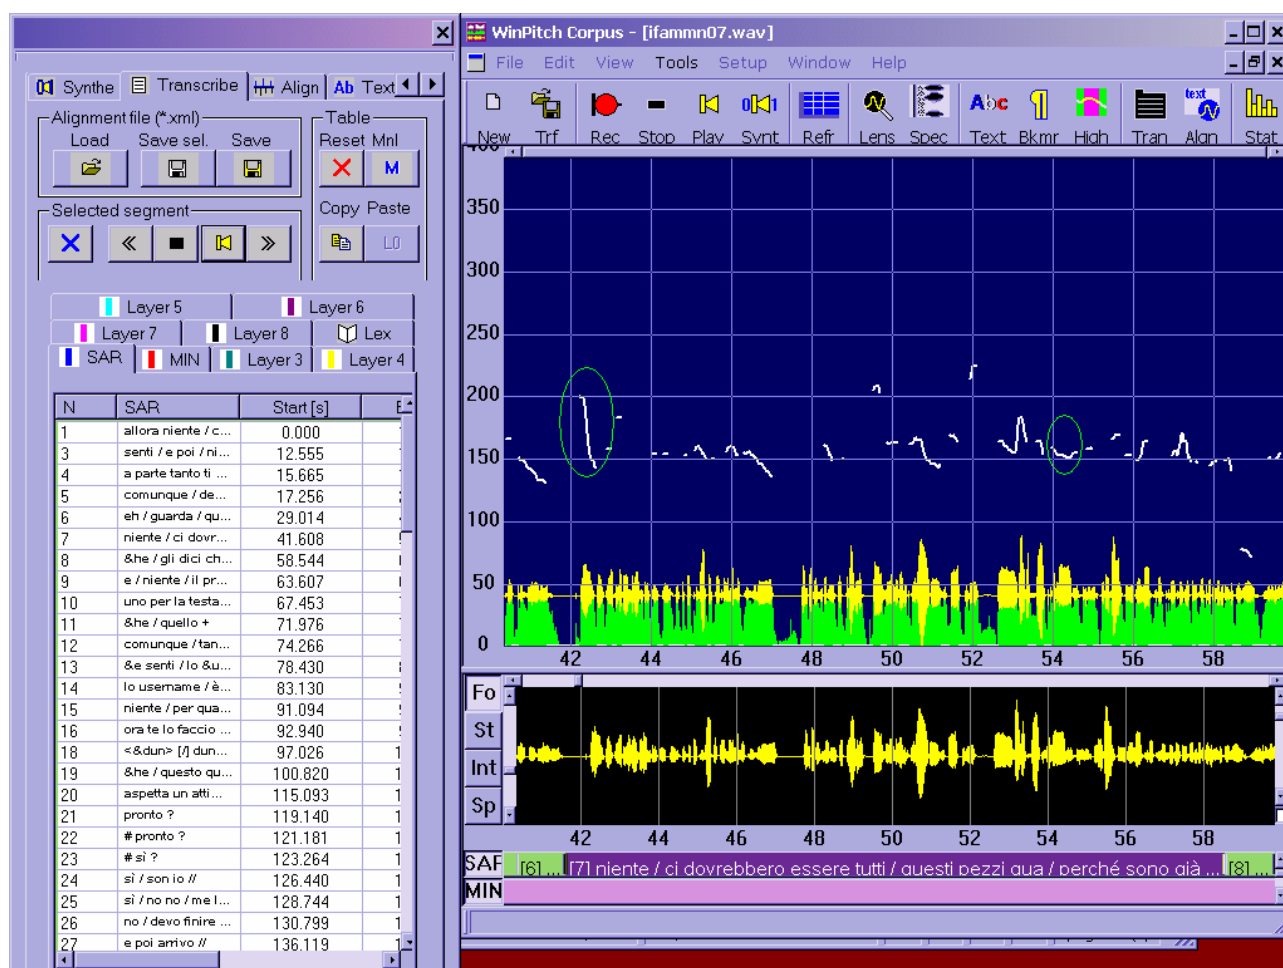 WinPitch Corpus - [ifammn07.wav]
File Edit View Tools Setup Window Help
New Trf Rec Stop Play Synt Refr Lens Spec Text Bkmr High Tran Algn Stat
Synthe Transcribe Align Ab Text
Alignment file (*.xml) Table
Load Save sel. Save Reset Mnl
M
Selected segment Copy Paste
L0
Layer 5 Layer 6
Layer 7 Layer 8 Lex
SAR MIN Layer 3 Layer 4
N SAR Start [s]
1 allora niente / c... 0.000
3 senti / e poi / ni... 12.555
4 a parte tanto ti ... 15.665
5 comunque / de... 17.256
6 eh / guarda / qu... 29.014
7 niente / ci dovr... 41.608
8 &he / gli dici ch... 58.544
9 e / niente / il pr... 63.607
10 uno per la testa... 67.453
11 &he / quello + 71.976
12 comunque / tan... 74.266
13 &e senti / lo &u... 78.430
14 lo username / è... 83.130
15 niente / per qua... 91.094
16 ora te lo faccio ... 92.940
18 <&dun> [/] dun... 97.026
19 &he / questo qu... 100.820
20 aspetta un atti... 115.093
21 pronto ? 119.140
22 # pronto ? 121.181
23 # sì ? 123.264
24 sì / son io // 126.440
25 sì / no no / me l... 128.744
26 no / devo finire ... 130.799
27 e poi arrivo // 136.119
400
350
300
250
200
150
100
50
0
42 44 46 48 50 52 54 56 58
Fo
St
Int
Sp
42 44 46 48 50 52 54 56 58
SAR [6] ... [7] niente / ci dovrebbero essere tutti / questi pezzi qua / perché sono già ... [8] ...
MIN